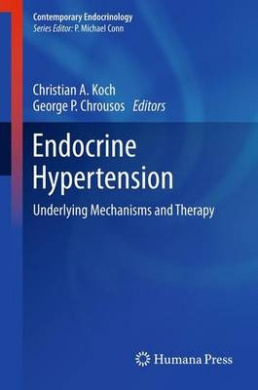 Contemporary Endocrinology
Series Editor: P. Michael Conn
Christian A. Koch
George P. Chrousos Editors
Endocrine
Hypertension
Underlying Mechanisms and Therapy
Humana Press